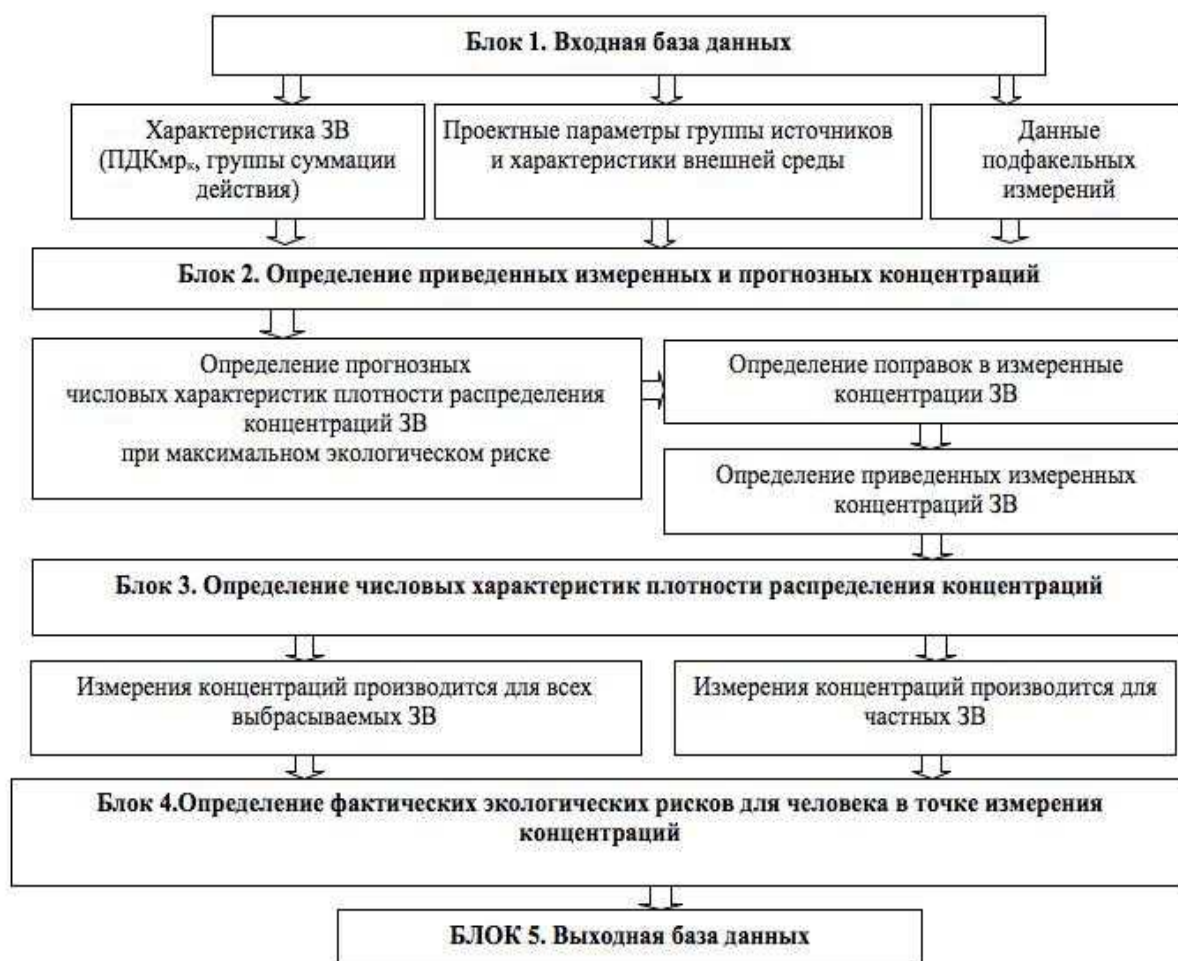 Блок 1. Входная база данных
Характеристика ЗВ
(ПДКмрк, группы суммации
действия)
Проектные параметры группы источников
и характеристики внешней среды
Данные
подфакельных
измерений
Блок 2. Определение приведенных измеренных и прогнозных концентраций
Определение прогнозных
числовых характеристик плотности распределения
концентраций ЗВ
при максимальном экологическом риске
Определение поправок в измеренные
концентрации ЗВ
Определение приведенных измеренных
концентраций ЗВ
Блок 3. Определение числовых характеристик плотности распределения концентраций
Измерения концентраций производится для всех
выбрасываемых ЗВ
Измерения концентраций производится для
частных ЗВ
Блок 4.Определение фактических экологических рисков для человека в точке измерения
концентраций
БЛОК 5. Выходная база данных